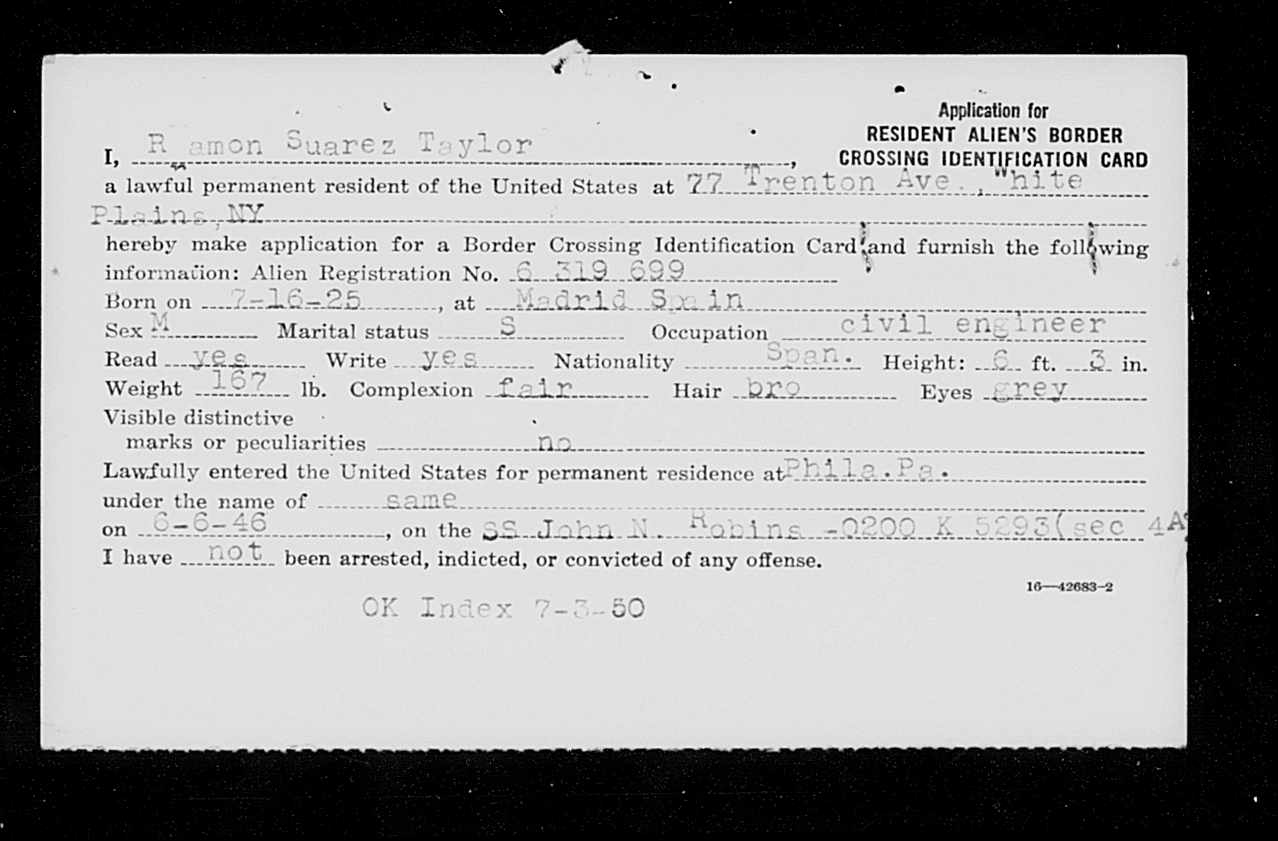 Application for
RESIDENT ALIEN'S BORDER
CROSSING IDENTIFICATION CARD
I, Ramon Suarez Taylor,
a lawful permanent resident of the United States at 77 Trenton Ave., White
Plains, NY
hereby make application for a Border Crossing Identification Card and furnish the following
information: Alien Registration No. 6 319 699
Born on 7-16-25, at Madrid Spain
Sex M Marital status S Occupation civil engineer
Read yes Write yes Nationality Span. Height: 6 ft. 3 in.
Weight 167 lb. Complexion fair Hair bro Eyes grey
Visible distinctive
marks or peculiarities no
Lawfully entered the United States for permanent residence at Phila.Pa.
under the name of same
on 6-6-46, on the SS John N. Robins -0200 K 5293(sec 4A
I have not been arrested, indicted, or convicted of any offense.
16—42683-2
OK Index 7-3-50